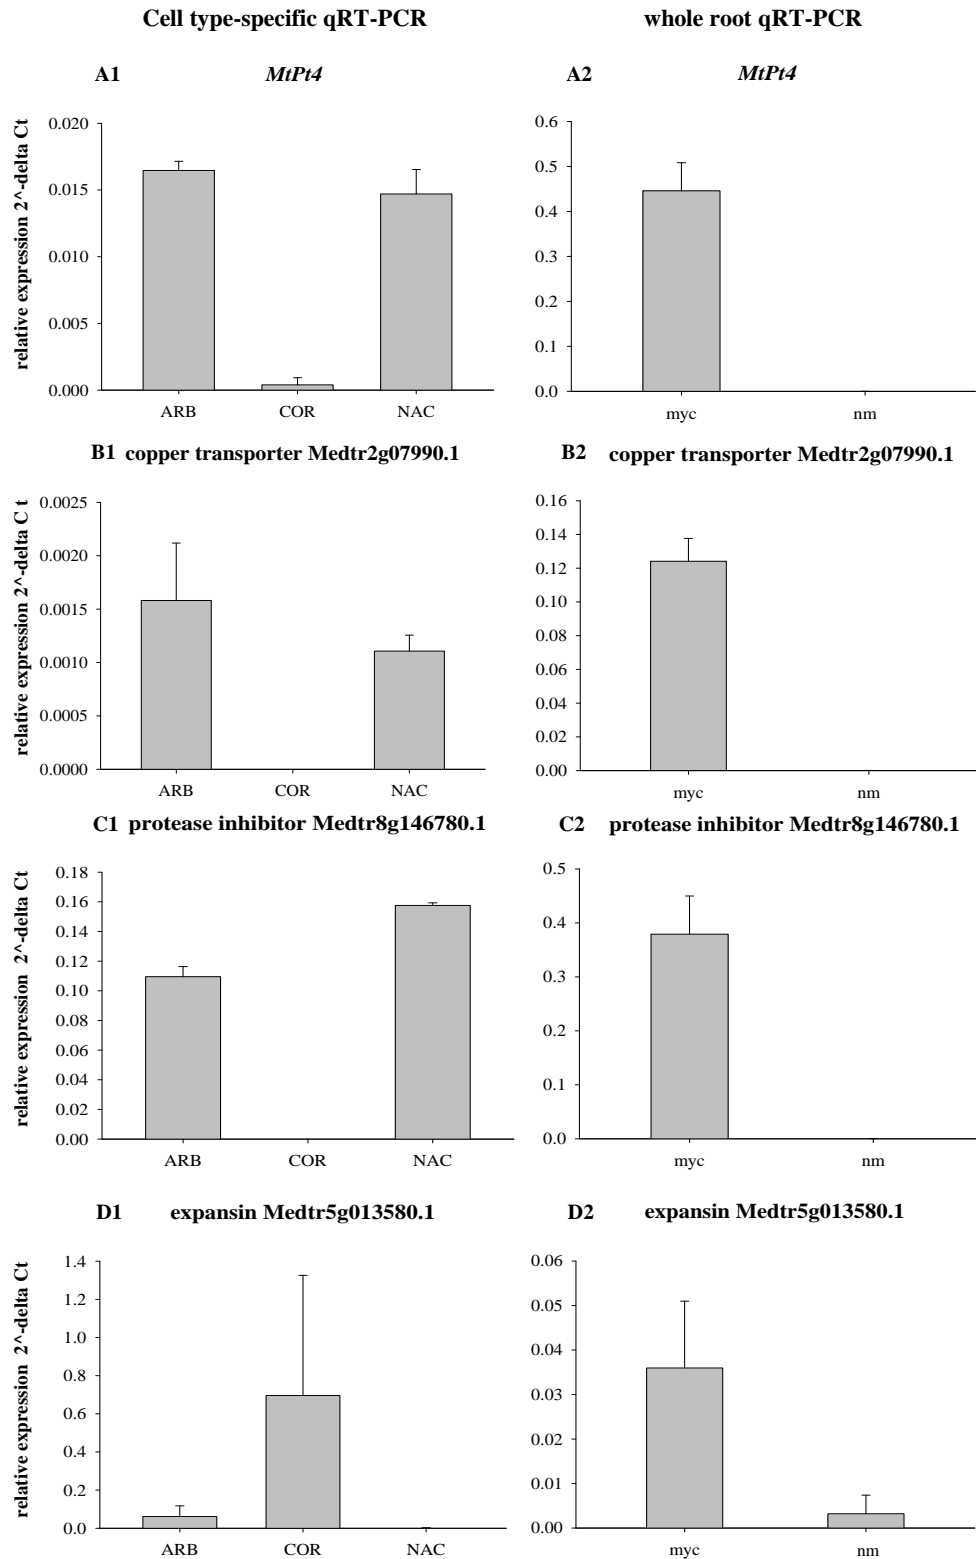 Cell type-specific qRT-PCR
whole root qRT-PCR
A1 MtPt4
relative expression 2^-delta Ct
0.020
0.015
0.010
0.005
0.000
ARB COR NAC
A2 MtPt4
0.6
0.5
0.4
0.3
0.2
0.1
0.0
myc nm
B1 copper transporter Medtr2g07990.1
relative expression 2^-delta C t
0.0025
0.0020
0.0015
0.0010
0.0005
0.0000
ARB COR NAC
B2 copper transporter Medtr2g07990.1
0.16
0.14
0.12
0.10
0.08
0.06
0.04
0.02
0.00
myc nm
C1 protease inhibitor Medtr8g146780.1
relative expression 2^-delta Ct
0.18
0.16
0.14
0.12
0.10
0.08
0.06
0.04
0.02
0.00
ARB COR NAC
C2 protease inhibitor Medtr8g146780.1
0.5
0.4
0.3
0.2
0.1
0.0
myc nm
D1 expansin Medtr5g013580.1
relative expression 2^-delta Ct
1.4
1.2
1.0
0.8
0.6
0.4
0.2
0.0
ARB COR NAC
D2 expansin Medtr5g013580.1
0.06
0.05
0.04
0.03
0.02
0.01
0.00
myc nm